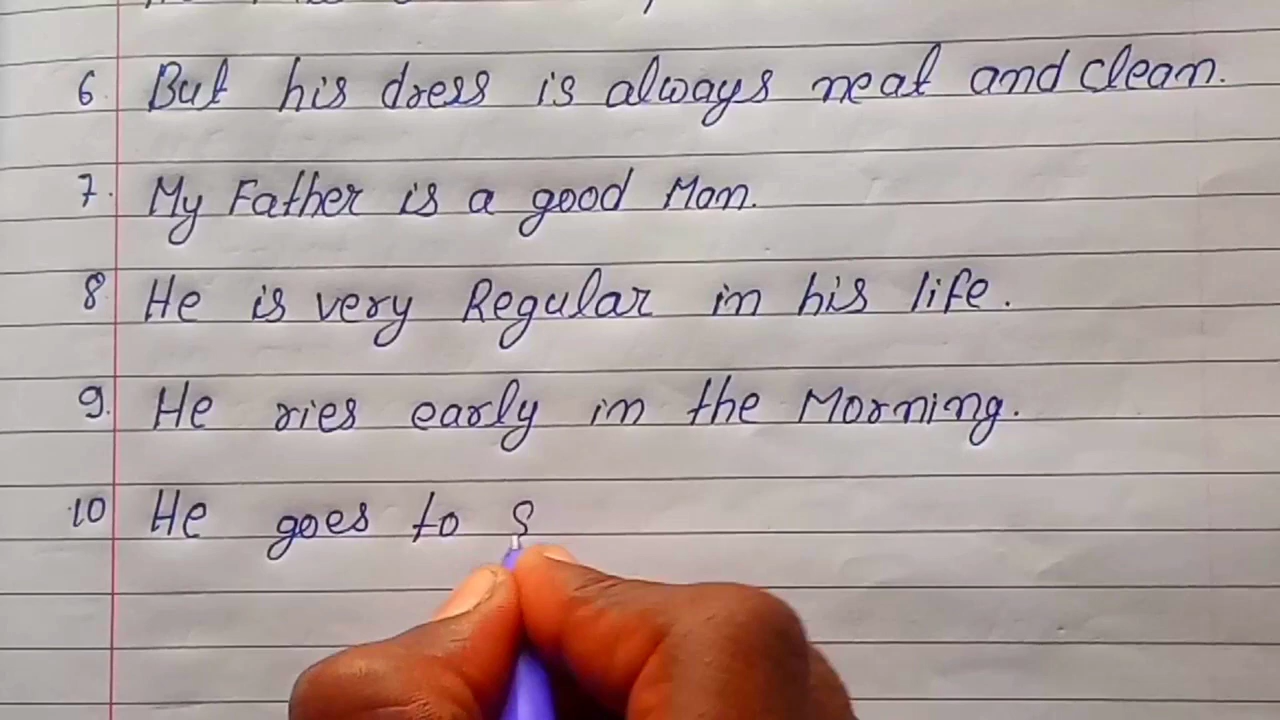 6. But his dress is always neat and clean.
7. My Father is a good Man.
8 He is very Regular in his life.
9. He ries early in the Morning.
10 He goes to s